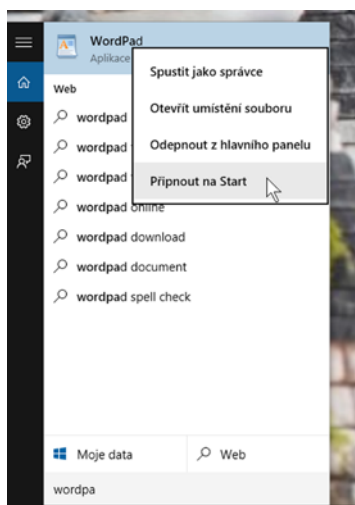 WordPad
Aplikace
Spustit jako správce
Otevřít umístění souboru
Odepnout z hlavního panelu
Připnout na Start
Web
wordpad
wordpad
wordpad
wordpad online
wordpad download
wordpad document
wordpad spell check
Moje data
Web
wordpa